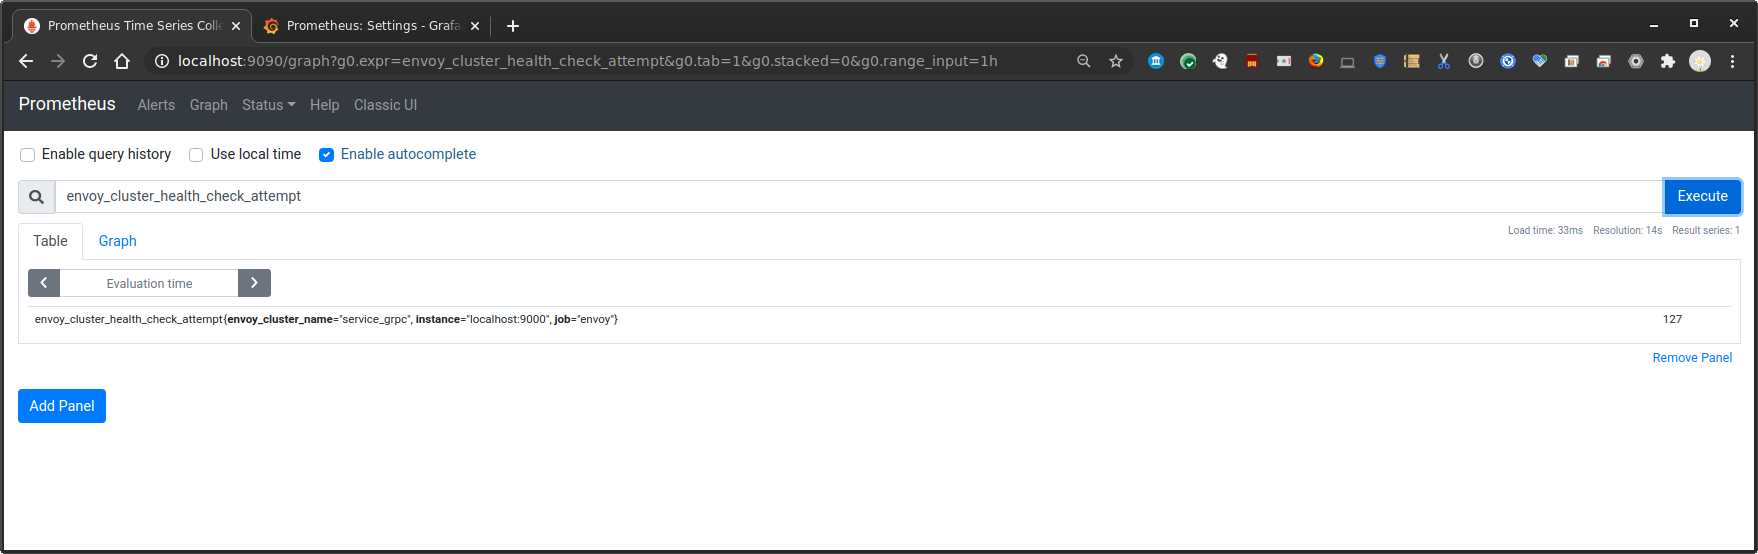 Prometheus Time Series Colle
Prometheus: Settings - Grafa
localhost:9090/graph?g0.expr=envoy_cluster_health_check_attempt&g0.tab=1&g0.stacked=0&g0.range_input=1h
Prometheus Alerts Graph Status Help Classic UI
Enable query history Use local time Enable autocomplete
envoy_cluster_health_check_attempt Execute
Table Graph Load time: 33ms Resolution: 14s Result series: 1
Evaluation time
envoy_cluster_health_check_attempt{envoy_cluster_name="service_grpc", instance="localhost:9000", job="envoy"} 127
Remove Panel
Add Panel